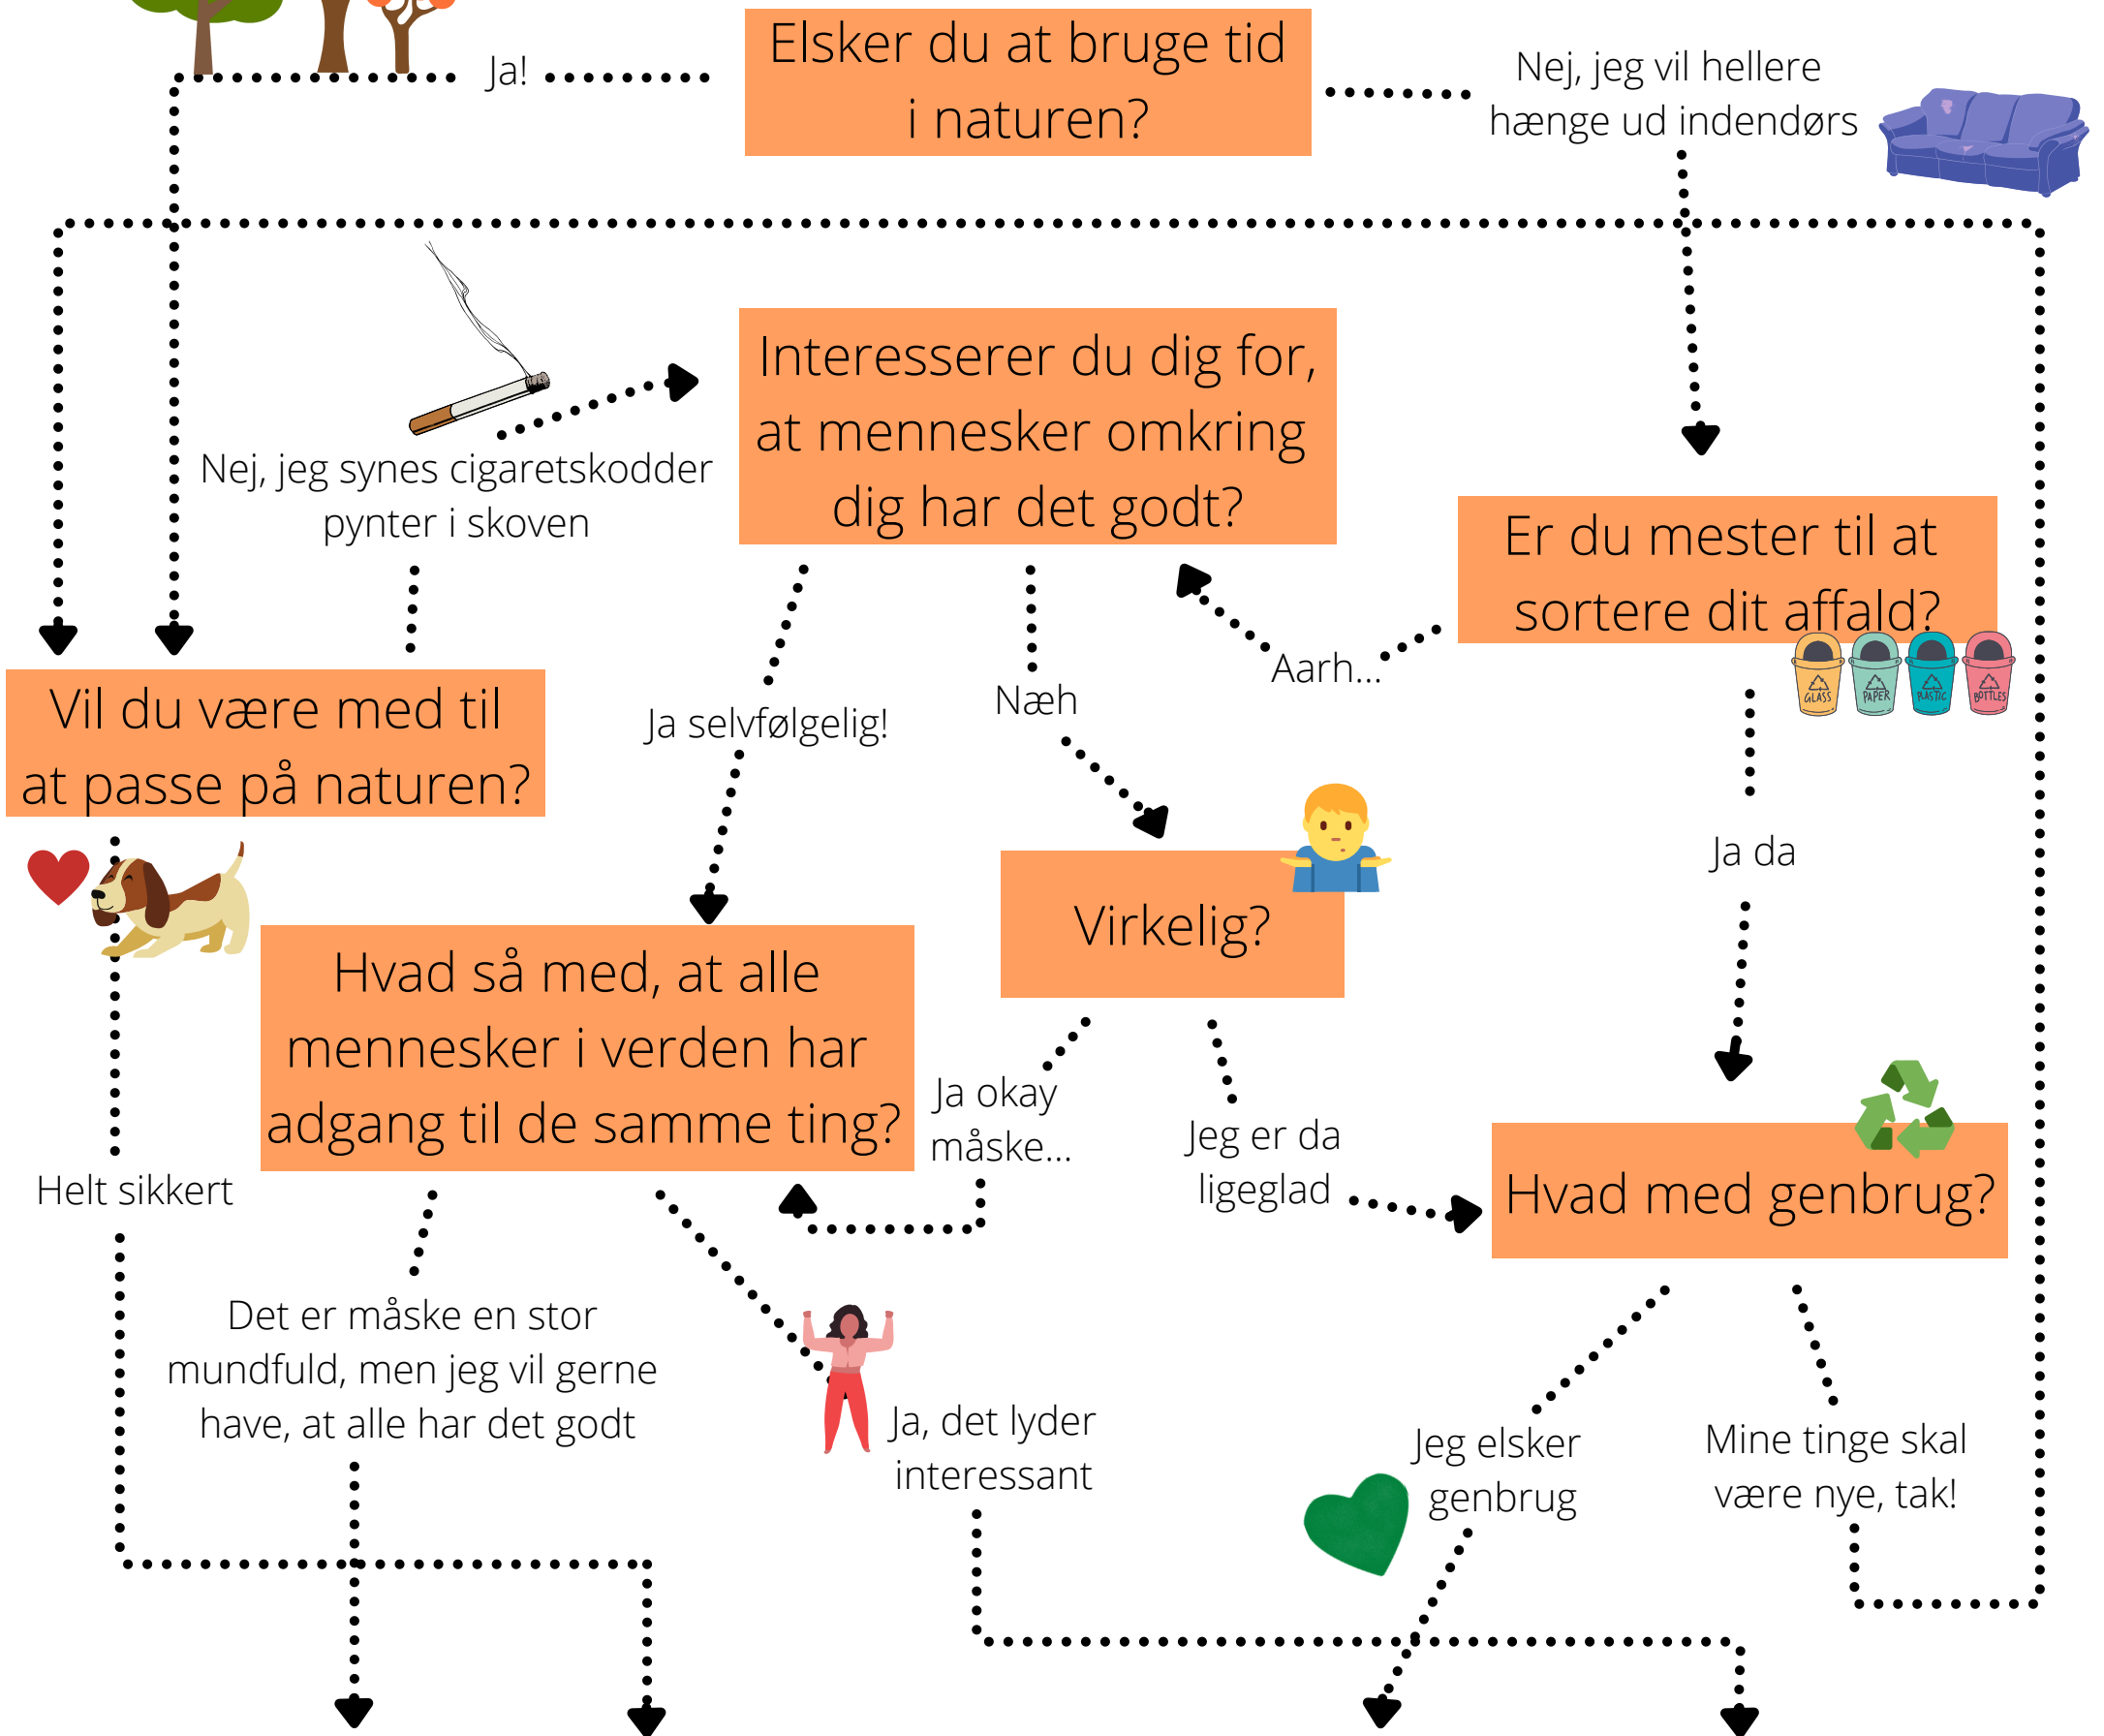 Elsker du at bruge tid
i naturen?
Ja!
Nej, jeg vil hellere
hænge ud indendørs
Interesserer du dig for,
at mennesker omkring
dig har det godt?
Nej, jeg synes cigaretskodder
pynter i skoven
Er du mester til at
sortere dit affald?
GLASS
PAPER
PLASTIC
BOTTLES
Aarh...
Næh
Ja selvfølgelig!
Vil du være med til
at passe på naturen?
Ja da
Virkelig?
Hvad så med, at alle
mennesker i verden har
adgang til de samme ting?
Ja okay
måske...
Jeg er da
ligeglad
Hvad med genbrug?
Helt sikkert
Det er måske en stor
mundfuld, men jeg vil gerne
have, at alle har det godt
Ja, det lyder
interessant
Jeg elsker
genbrug
Mine tinge skal
være nye, tak!